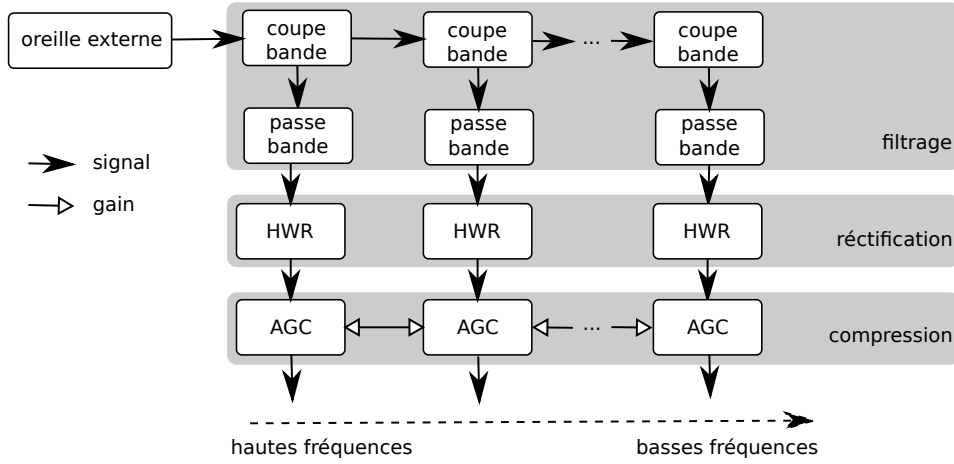 oreille externe
coupe
bande
coupe
bande
...
coupe
bande
passe
bande
passe
bande
passe
bande
filtrage
signal
gain
HWR
HWR
HWR
réctification
AGC
AGC
...
AGC
compression
hautes fréquences
basses fréquences